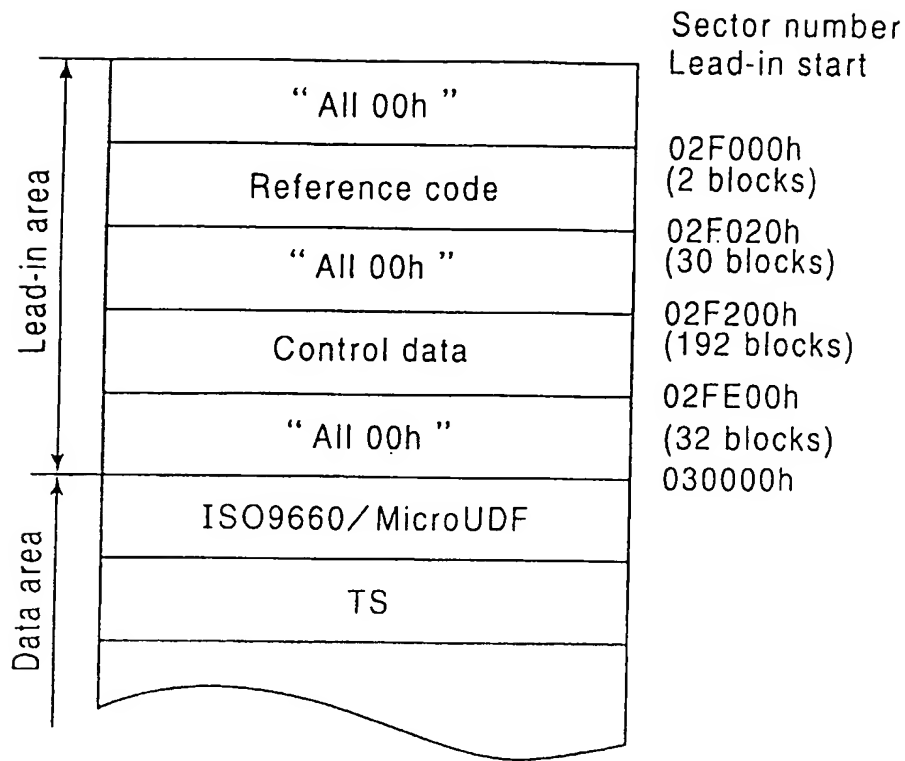 Sector number
Lead-in start
“ All 00h ”
02F000h
(2 blocks)
Reference code
02F020h
(30 blocks)
“ All 00h ”
02F200h
(192 blocks)
Control data
02FE00h
(32 blocks)
“ All 00h ”
030000h
ISO9660/MicroUDF
TS
Lead-in area
Data area